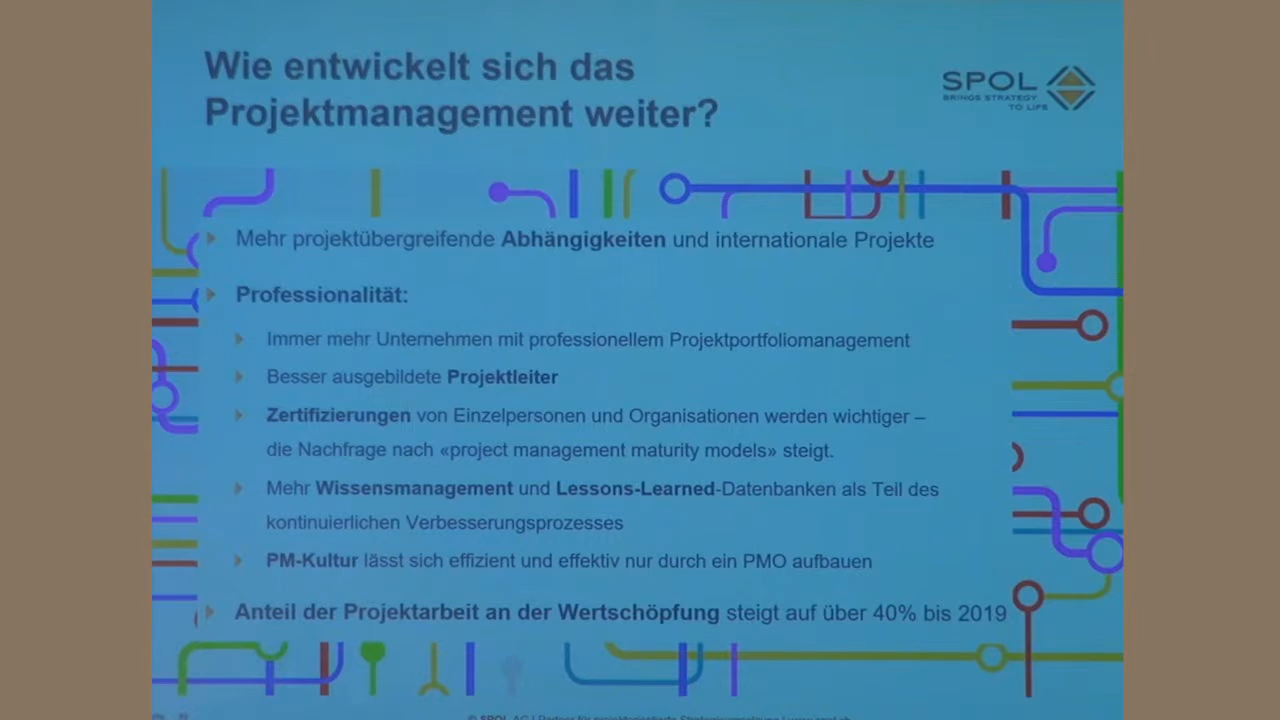 Wie entwickelt sich das
Projektmanagement weiter?
SPOL
BRINGS STRATEGY
TO LIFE
Mehr projektübergreifende Abhängigkeiten und internationale Projekte
Professionalität:
Immer mehr Unternehmen mit professionellem Projektportfoliomanagement
Besser ausgebildete Projektleiter
Zertifizierungen von Einzelpersonen und Organisationen werden wichtiger –
die Nachfrage nach «project management maturity models» steigt.
Mehr Wissensmanagement und Lessons-Learned-Datenbanken als Teil des
kontinuierlichen Verbesserungsprozesses
PM-Kultur lässt sich effizient und effektiv nur durch ein PMO aufbauen
Anteil der Projektarbeit an der Wertschöpfung steigt auf über 40% bis 2019
© SPOL AG | Partner für